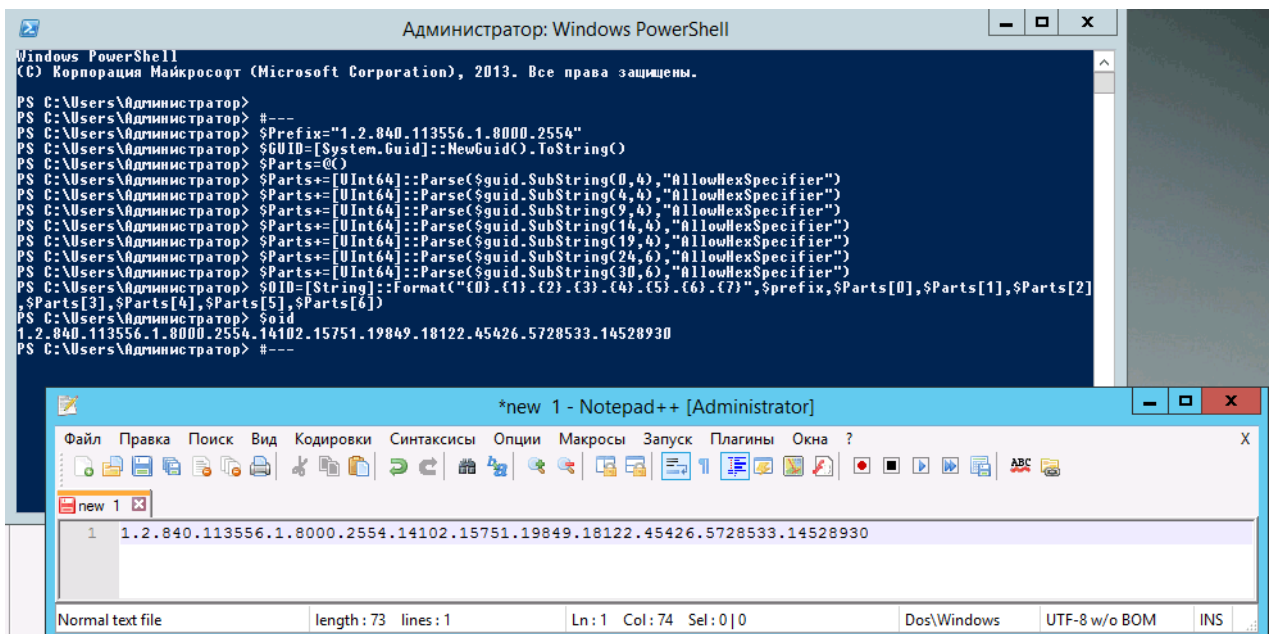 Администратор: Windows PowerShell
Windows PowerShell
(C) Корпорация Майкрософт (Microsoft Corporation), 2013. Все права защищены.
PS C:\Users\Администратор>
PS C:\Users\Администратор> #---
PS C:\Users\Администратор> $Prefix="1.2.840.113556.1.8000.2554"
PS C:\Users\Администратор> $GUID=[System.Guid]::NewGuid().ToString()
PS C:\Users\Администратор> $Parts=@()
PS C:\Users\Администратор> $Parts+=[UInt64]::Parse($guid.SubString(0,4),"AllowHexSpecifier")
PS C:\Users\Администратор> $Parts+=[UInt64]::Parse($guid.SubString(4,4),"AllowHexSpecifier")
PS C:\Users\Администратор> $Parts+=[UInt64]::Parse($guid.SubString(9,4),"AllowHexSpecifier")
PS C:\Users\Администратор> $Parts+=[UInt64]::Parse($guid.SubString(14,4),"AllowHexSpecifier")
PS C:\Users\Администратор> $Parts+=[UInt64]::Parse($guid.SubString(19,4),"AllowHexSpecifier")
PS C:\Users\Администратор> $Parts+=[UInt64]::Parse($guid.SubString(24,6),"AllowHexSpecifier")
PS C:\Users\Администратор> $Parts+=[UInt64]::Parse($guid.SubString(30,6),"AllowHexSpecifier")
PS C:\Users\Администратор> $OID=[String]::Format("{0}.{1}.{2}.{3}.{4}.{5}.{6}.{7}",$prefix,$Parts[0],$Parts[1],$Parts[2]
,$Parts[3],$Parts[4],$Parts[5],$Parts[6])
PS C:\Users\Администратор> $oid
1.2.840.113556.1.8000.2554.14102.15751.19849.18122.45426.5728533.14528930
PS C:\Users\Администратор> #---
*new 1 - Notepad++ [Administrator]
Файл Правка Поиск Вид Кодировки Синтаксисы Опции Макросы Запуск Плагины Окна ? X
ABC
new 1
1 1.2.840.113556.1.8000.2554.14102.15751.19849.18122.45426.5728533.14528930
Normal text file length : 73 lines : 1 Ln : 1 Col : 74 Sel : 0 | 0 Dos\Windows UTF-8 w/o BOM INS